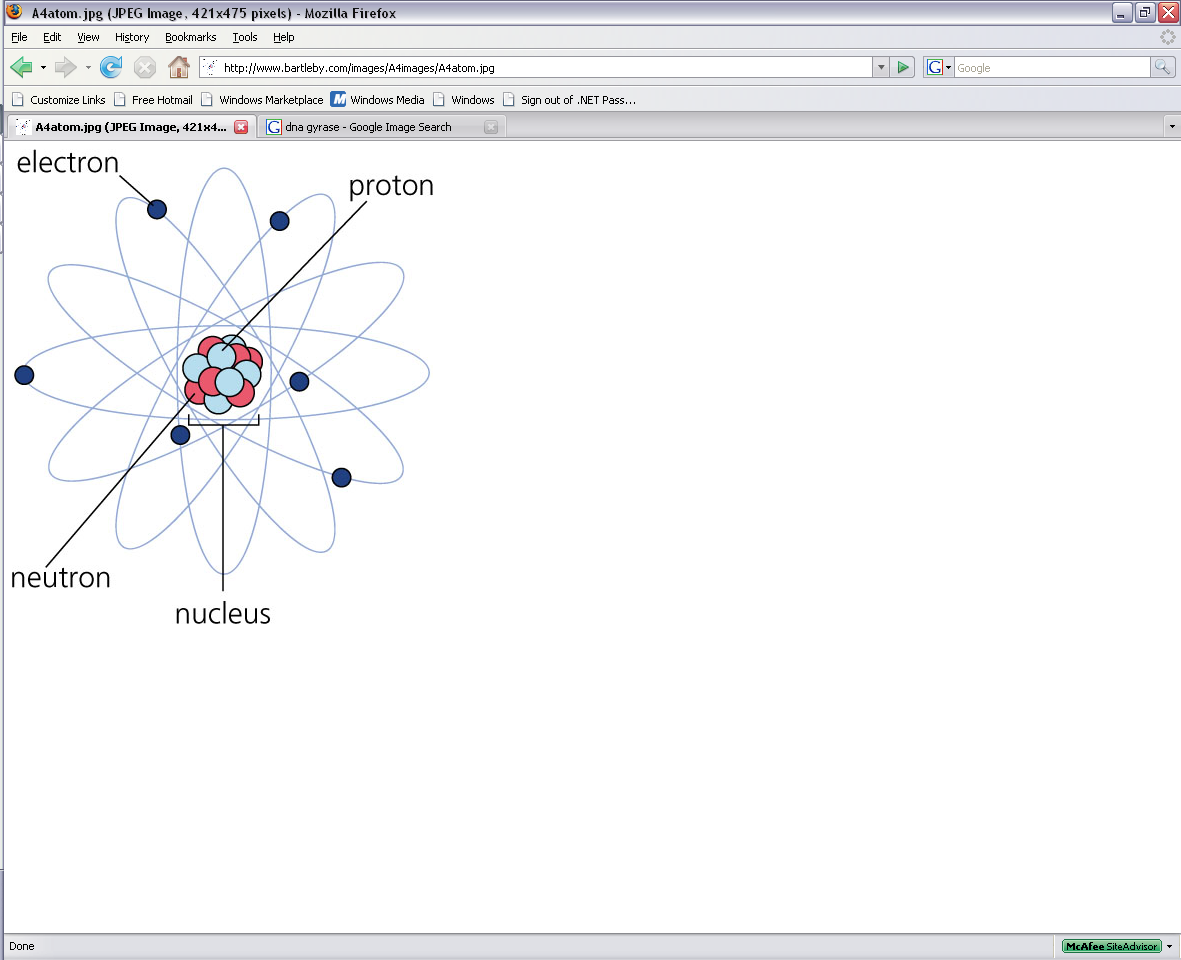 A4atom.jpg (JPEG Image, 421x475 pixels) - Mozilla Firefox
File Edit View History Bookmarks Tools Help
http://www.bartleby.com/images/A4images/A4atom.jpg G Google
Customize Links Free Hotmail Windows Marketplace M Windows Media Windows Sign out of .NET Pass...
A4atom.jpg (JPEG Image, 421x4... G dna gyrase - Google Image Search
electron
proton
neutron
nucleus
Done McAfee SiteAdvisor